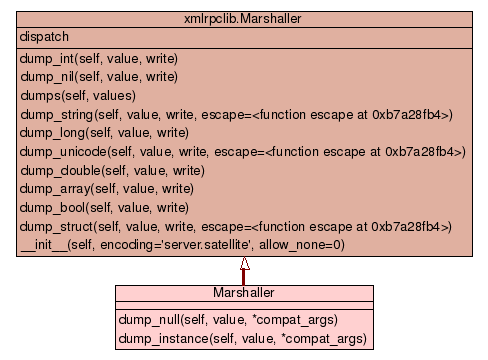 xmlrpclib.Marshaller
dispatch
dump_int(self, value, write)
dump_nil(self, value, write)
dumps(self, values)
dump_string(self, value, write, escape=<function escape at 0xb7a28fb4>)
dump_long(self, value, write)
dump_unicode(self, value, write, escape=<function escape at 0xb7a28fb4>)
dump_double(self, value, write)
dump_array(self, value, write)
dump_bool(self, value, write)
dump_struct(self, value, write, escape=<function escape at 0xb7a28fb4>)
__init__(self, encoding='server.satellite', allow_none=0)
Marshaller
dump_null(self, value, *compat_args)
dump_instance(self, value, *compat_args)